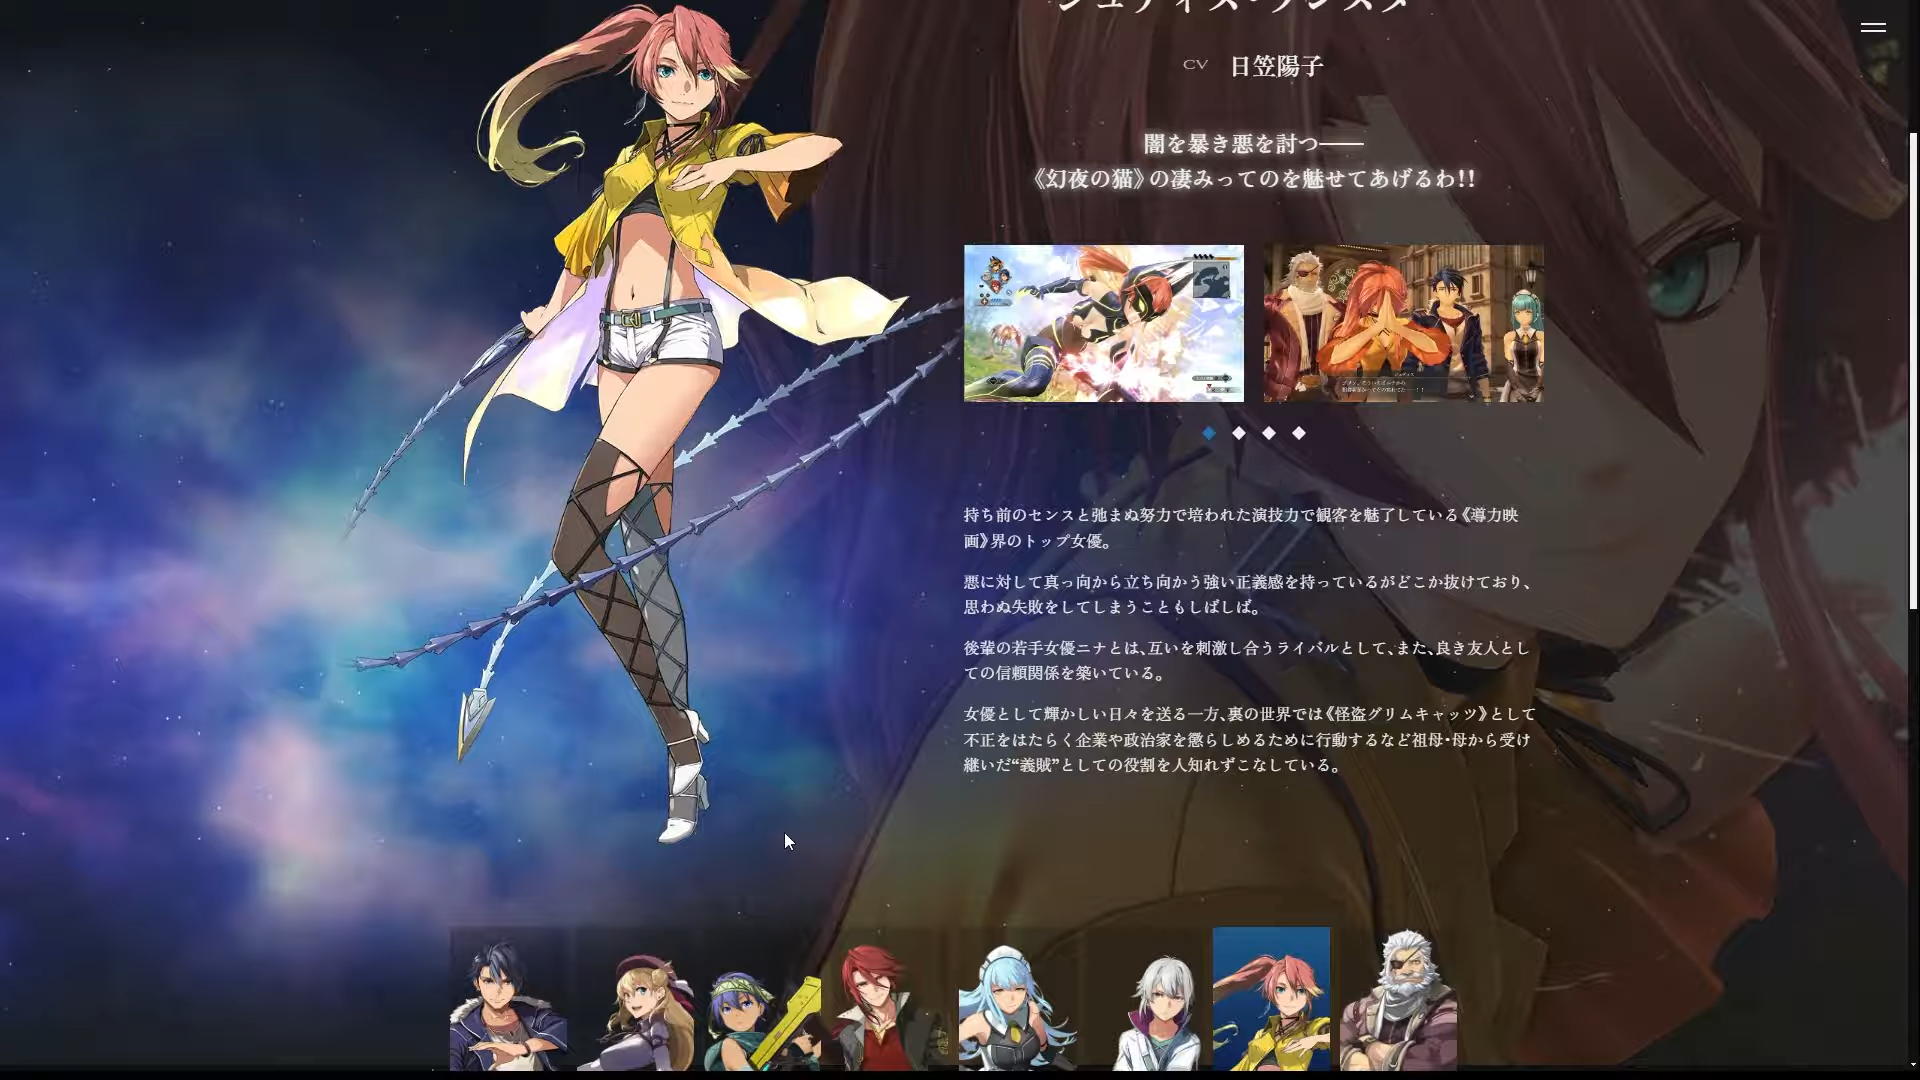 ジュディス・ランスター
CV 日笠陽子
闇を暴き悪を討つ――
《幻夜の猫》の凄みってのを魅せてあげるわ!!
持ち前のセンスと弛まぬ努力で培われた演技力で観客を魅了している《導力映
画》界のトップ女優。
悪に対して真っ向から立ち向かう強い正義感を持っているがどこか抜けており、
思わぬ失敗をしてしまうこともしばしば。
後輩の若手女優ニナとは、互いを刺激し合うライバルとして、また、良き友人とし
ての信頼関係を築いている。
女優として輝かしい日々を送る一方、裏の世界では《怪盗グリムキャッツ》として
不正をはたらく企業や政治家を懲らしめるために行動するなど祖母・母から受け
継いだ“義賊”としての役割を人知れずこなしている。